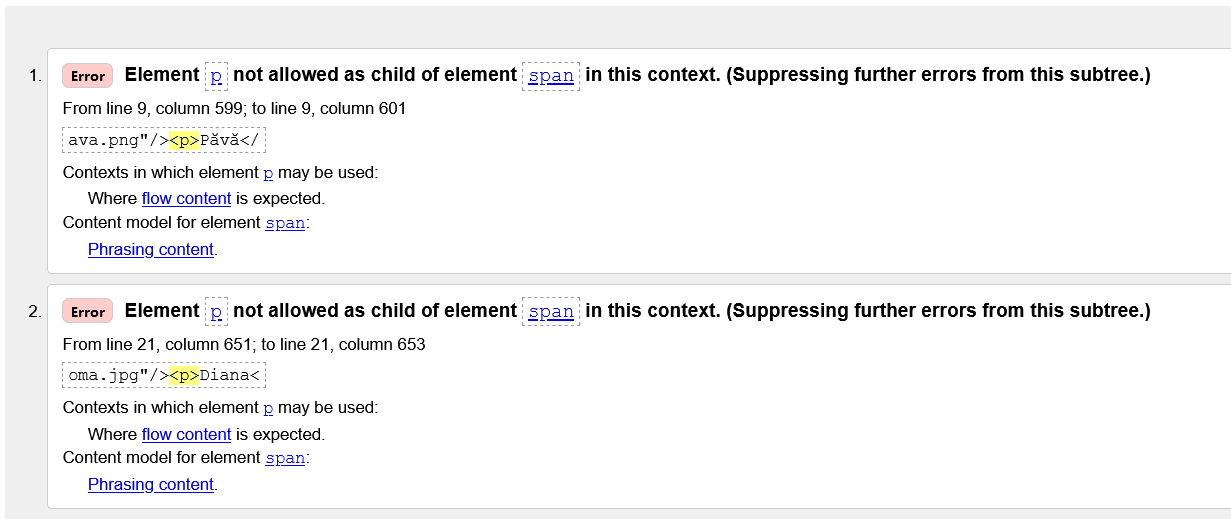 1. Error Element p not allowed as child of element span in this context. (Suppressing further errors from this subtree.)
From line 9, column 599; to line 9, column 601
ava.png"/><p>Păvă</
Contexts in which element p may be used:
Where flow content is expected.
Content model for element span:
Phrasing content.
2. Error Element p not allowed as child of element span in this context. (Suppressing further errors from this subtree.)
From line 21, column 651; to line 21, column 653
oma.jpg"/><p>Diana<
Contexts in which element p may be used:
Where flow content is expected.
Content model for element span:
Phrasing content.